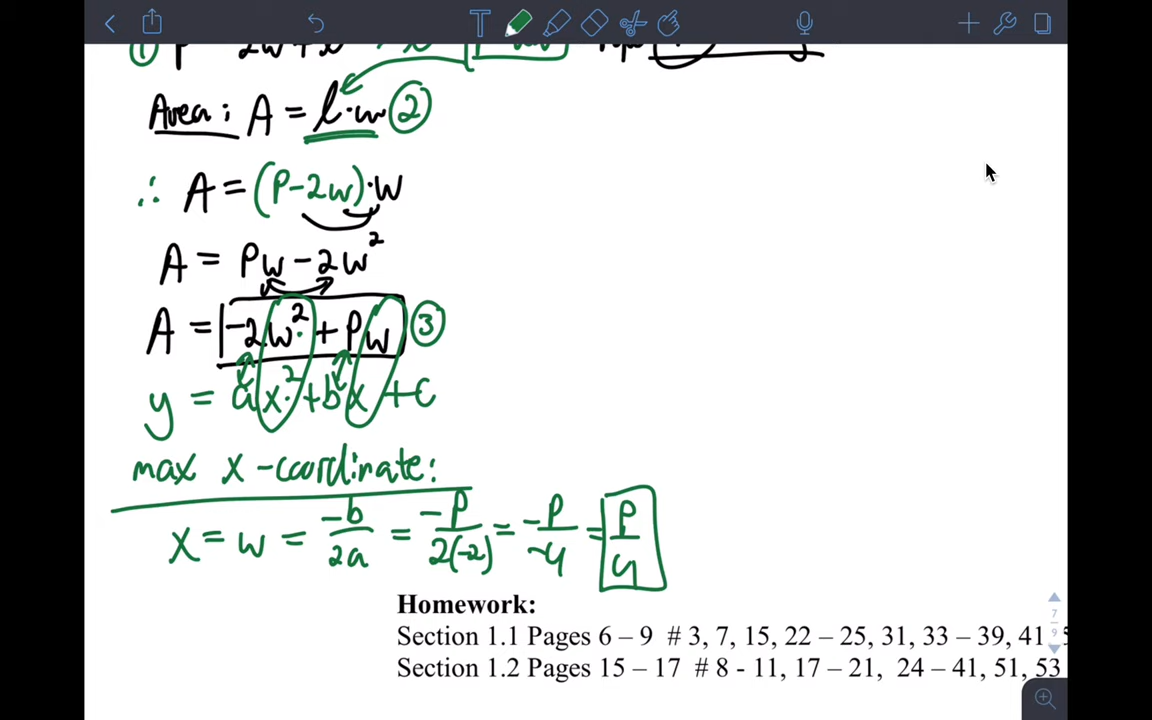 Area: A = l·w ②
∴ A = (P-2w)·w
A = Pw - 2w²
A = -2w² + Pw ③
y = ax² + bx + c
max x-coordinate:
x = w = -b/2a = -P/2(-2) = -P/-4 = P/4
Homework:
Section 1.1 Pages 6 – 9 # 3, 7, 15, 22 – 25, 31, 33 – 39, 41
Section 1.2 Pages 15 – 17 # 8 - 11, 17 – 21, 24 – 41, 51, 53
7
9